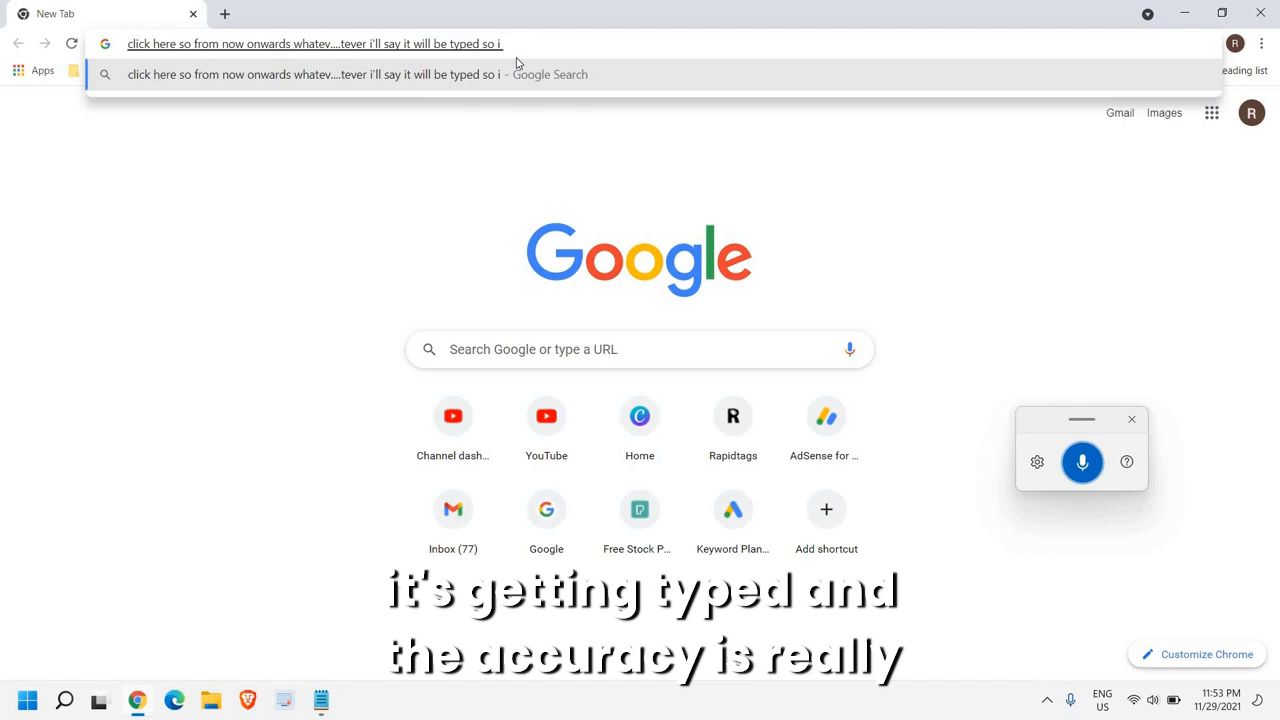 New Tab
click here so from now onwards whatev....tever i'll say it will be typed so i
R
Apps
eading list
click here so from now onwards whatev....tever i'll say it will be typed so i - Google Search
Gmail Images R
Google
Search Google or type a URL
R
Channel dash... YouTube Home Rapidtags AdSense for ...
Inbox (77) Google Free Stock P... Keyword Plan... Add shortcut
it's getting typed and
the accuracy is really
Customize Chrome
ENG
US
11:53 PM
11/29/2021